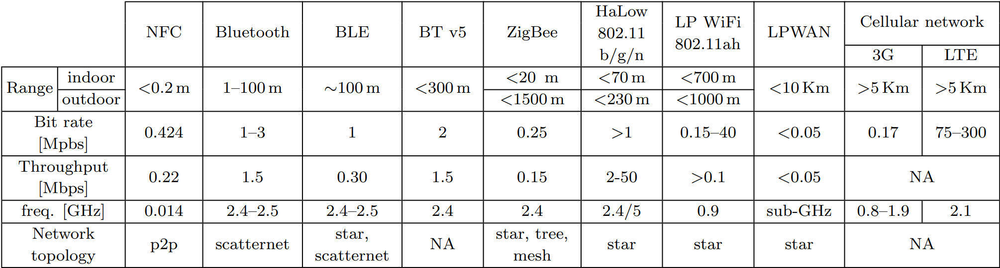 NFC Bluetooth BLE BT v5 ZigBee HaLow 802.11 b/g/n LP WiFi 802.11ah LPWAN Cellular network
3G LTE
Range indoor <0.2 m 1–100 m ∼100 m <300 m <20 m <70 m <700 m <10 Km >5 Km >5 Km
outdoor <1500 m <230 m <1000 m
Bit rate [Mpbs] 0.424 1–3 1 2 0.25 >1 0.15–40 <0.05 0.17 75–300
Throughput [Mbps] 0.22 1.5 0.30 1.5 0.15 2-50 >0.1 <0.05 NA
freq. [GHz] 0.014 2.4–2.5 2.4–2.5 2.4 2.4 2.4/5 0.9 sub-GHz 0.8–1.9 2.1
Network topology p2p scatternet star, scatternet NA star, tree, mesh star star star NA